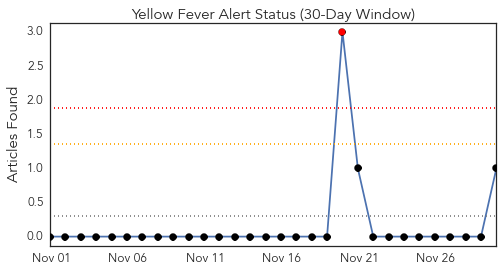 Yellow Fever Alert Status (30-Day Window)
Articles Found
3.0
2.5
2.0
1.5
1.0
0.5
0.0
Nov 01 Nov 06 Nov 11 Nov 16 Nov 21 Nov 26